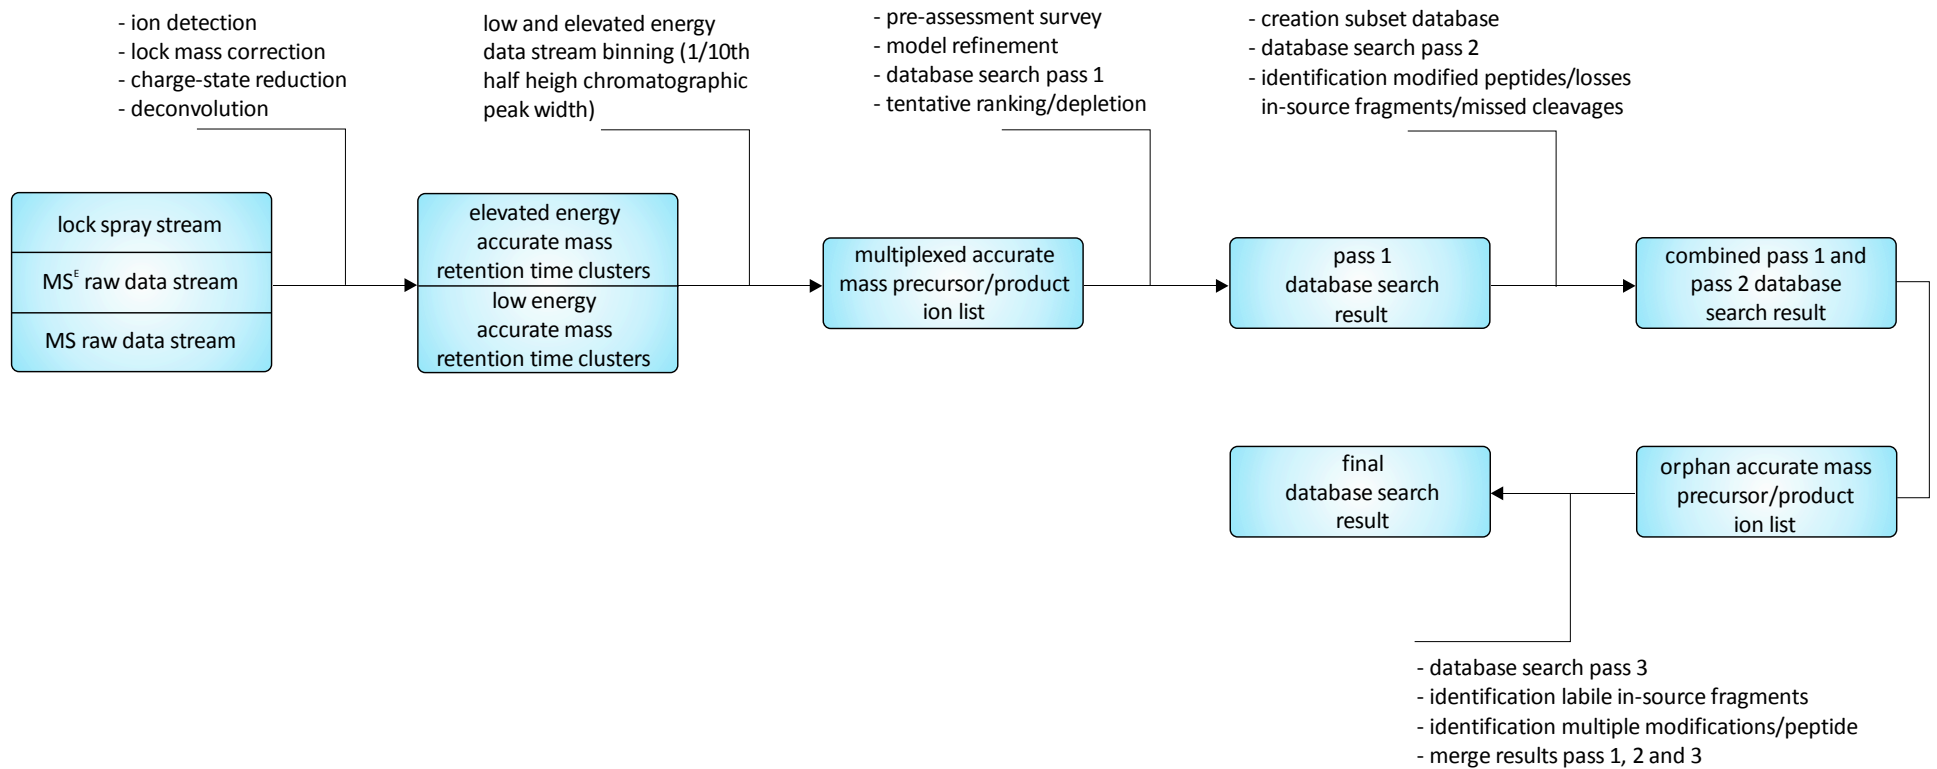 - ion detection
- lock mass correction
- charge-state reduction
- deconvolution
low and elevated energy
data stream binning (1/10th
half heigh chromatographic
peak width)
- pre-assessment survey
- model refinement
- database search pass 1
- tentative ranking/depletion
- creation subset database
- database search pass 2
- identification modified peptides/losses
in-source fragments/missed cleavages
lock spray stream
MSᴱ raw data stream
MS raw data stream
elevated energy
accurate mass
retention time clusters
low energy
accurate mass
retention time clusters
multiplexed accurate
mass precursor/product
ion list
pass 1
database search
result
combined pass 1 and
pass 2 database
search result
final
database search
result
orphan accurate mass
precursor/product
ion list
- database search pass 3
- identification labile in-source fragments
- identification multiple modifications/peptide
- merge results pass 1, 2 and 3